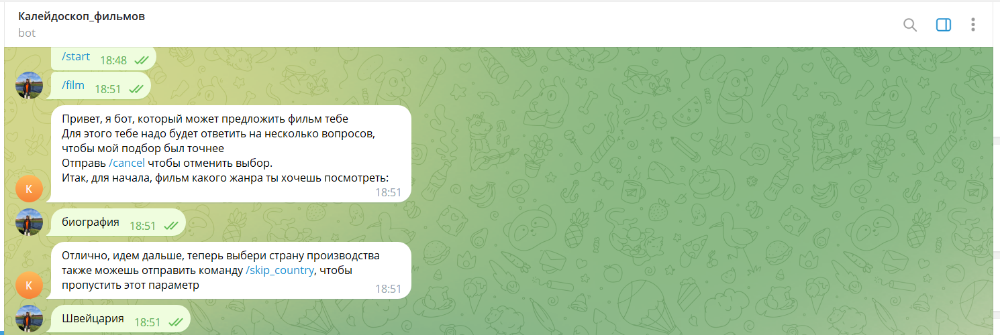 Калейдоскоп_фильмов
bot
/start 18:48
/film 18:51
Привет, я бот, который может предложить фильм тебе
Для этого тебе надо будет ответить на несколько вопросов,
чтобы мой подбор был точнее
Отправь /cancel чтобы отменить выбор.
Итак, для начала, фильм какого жанра ты хочешь посмотреть:
18:51
К
биография 18:51
Отлично, идем дальше, теперь выбери страну производства
также можешь отправить команду /skip_country, чтобы
пропустить этот параметр
18:51
К
Швейцария 18:51